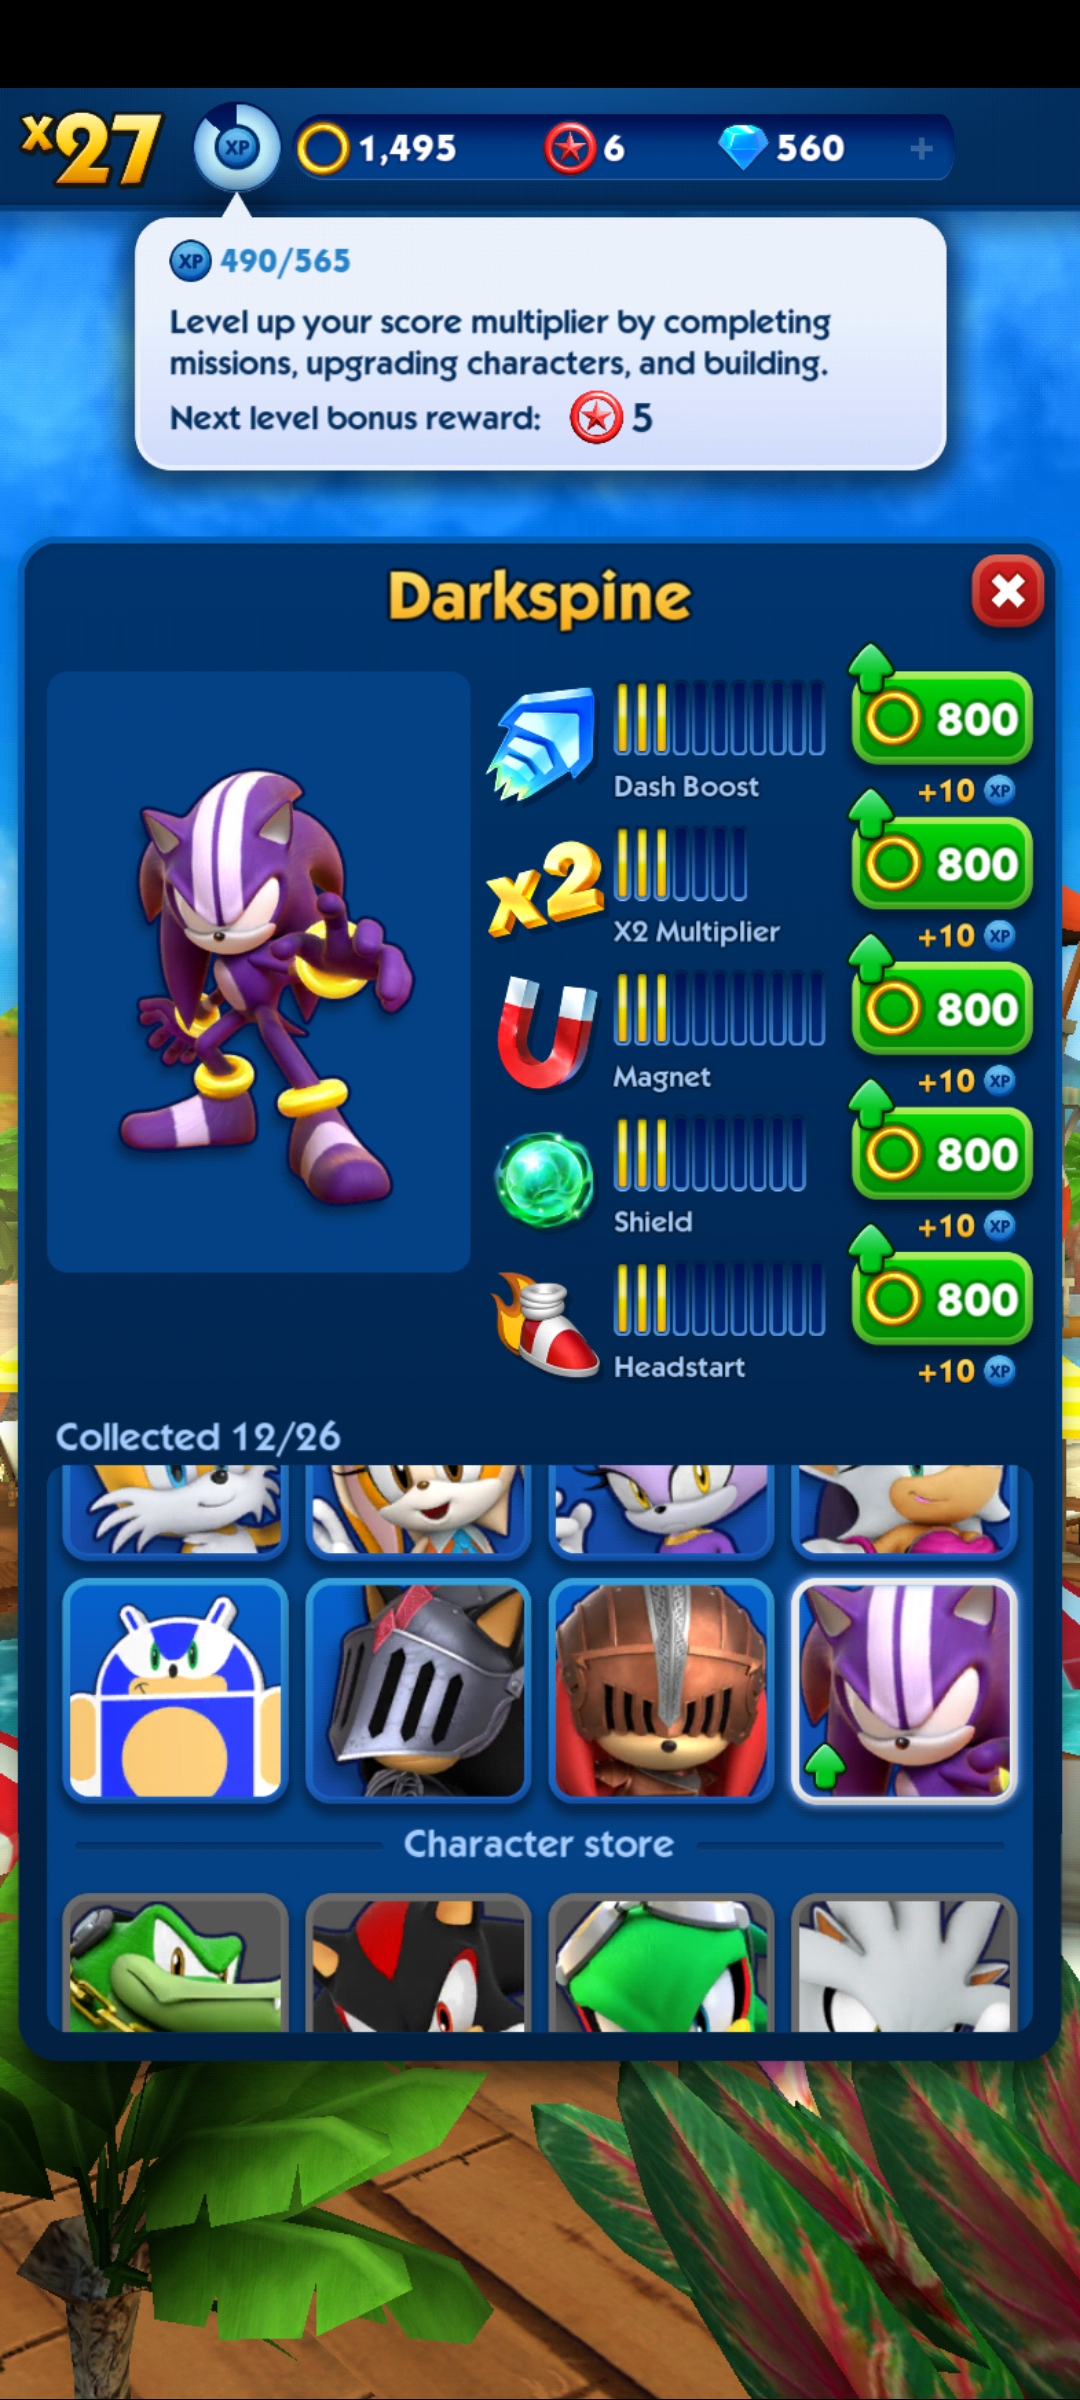 x27
XP
1,495
6
560
XP 490/565
Level up your score multiplier by completing
missions, upgrading characters, and building.
Next level bonus reward: 5
Darkspine
800
Dash Boost
+10 XP
x2
800
X2 Multiplier
+10 XP
800
Magnet
+10 XP
800
Shield
+10 XP
800
Headstart
+10 XP
Collected 12/26
Character store